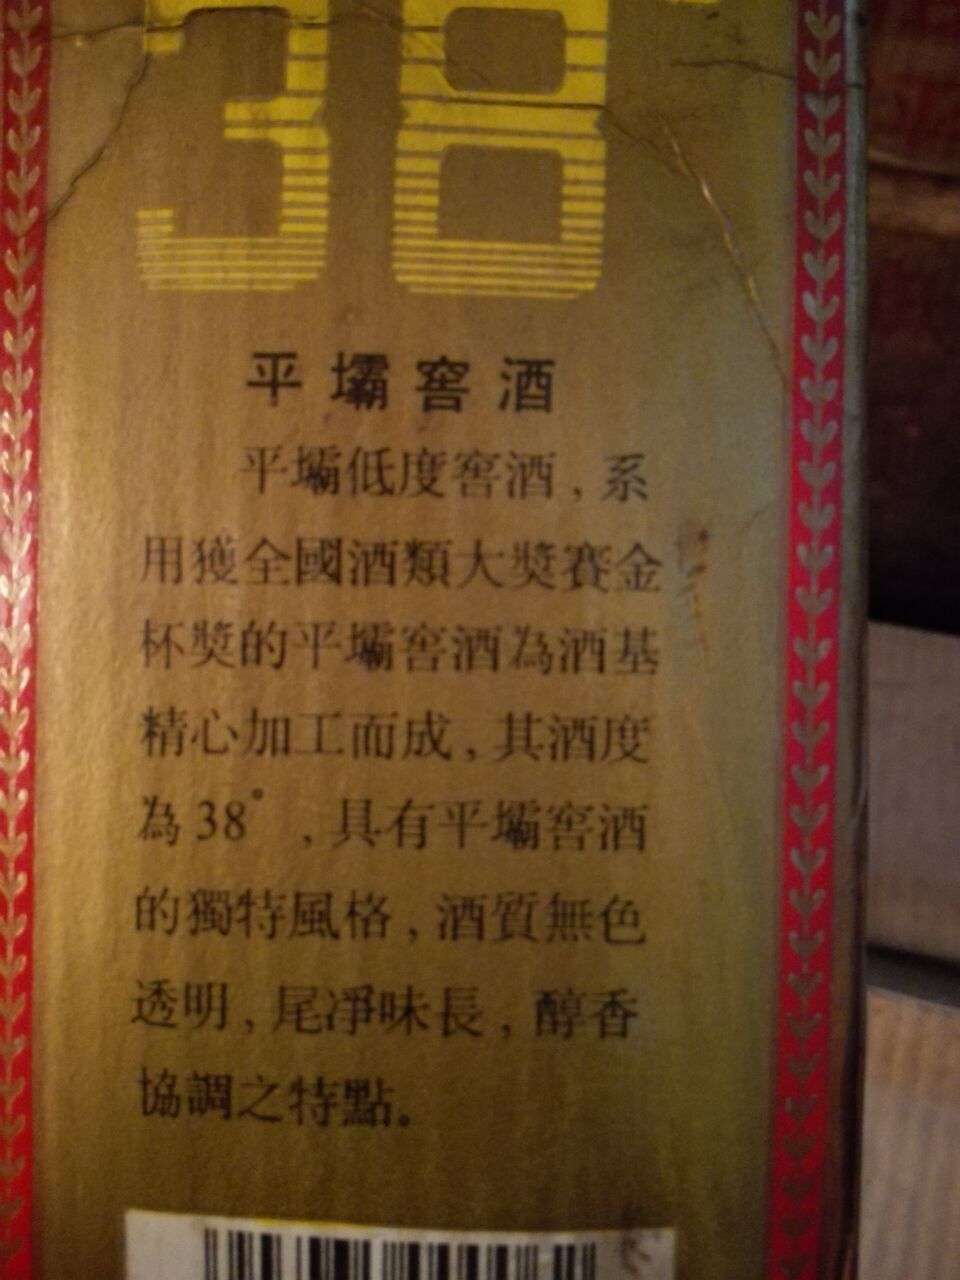 38°
平壩窖酒
平壩低度窖酒，系
用獲全國酒類大獎賽金
杯獎的平壩窖酒為酒基
精心加工而成，其酒度
為38°，具有平壩窖酒
的獨特風格，酒質無色
透明，尾凈味長，醇香
協調之特點。